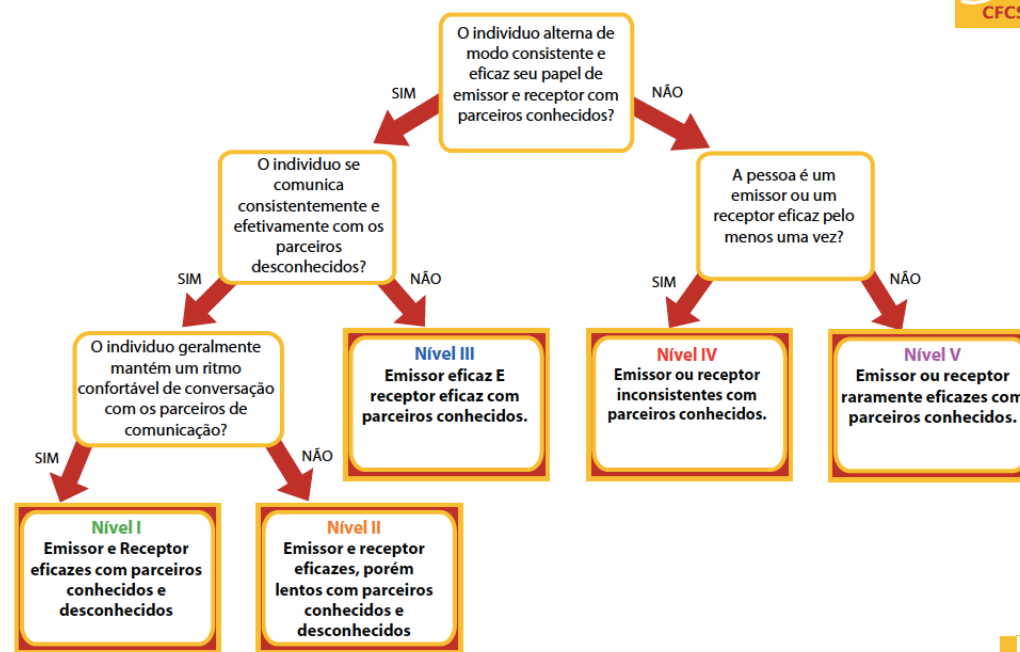 CFCS
O individuo alterna de
modo consistente e
eficaz seu papel de
emissor e receptor com
parceiros conhecidos?
SIM
NÃO
O individuo se
comunica
consistentemente e
efetivamente com os
parceiros
desconhecidos?
A pessoa é um
emissor ou um
receptor eficaz pelo
menos uma vez?
SIM
NÃO
SIM
NÃO
O individuo geralmente
mantém um ritmo
confortável de conversação
com os parceiros de
comunicação?
Nível III
Emissor eficaz E
receptor eficaz com
parceiros conhecidos.
Nível IV
Emissor ou receptor
inconsistentes com
parceiros conhecidos.
Nível V
Emissor ou receptor
raramente eficazes com
parceiros conhecidos.
SIM
NÃO
Nível I
Emissor e Receptor
eficazes com parceiros
conhecidos e
desconhecidos
Nível II
Emissor e receptor
eficazes, porém
lentos com parceiros
conhecidos e
desconhecidos